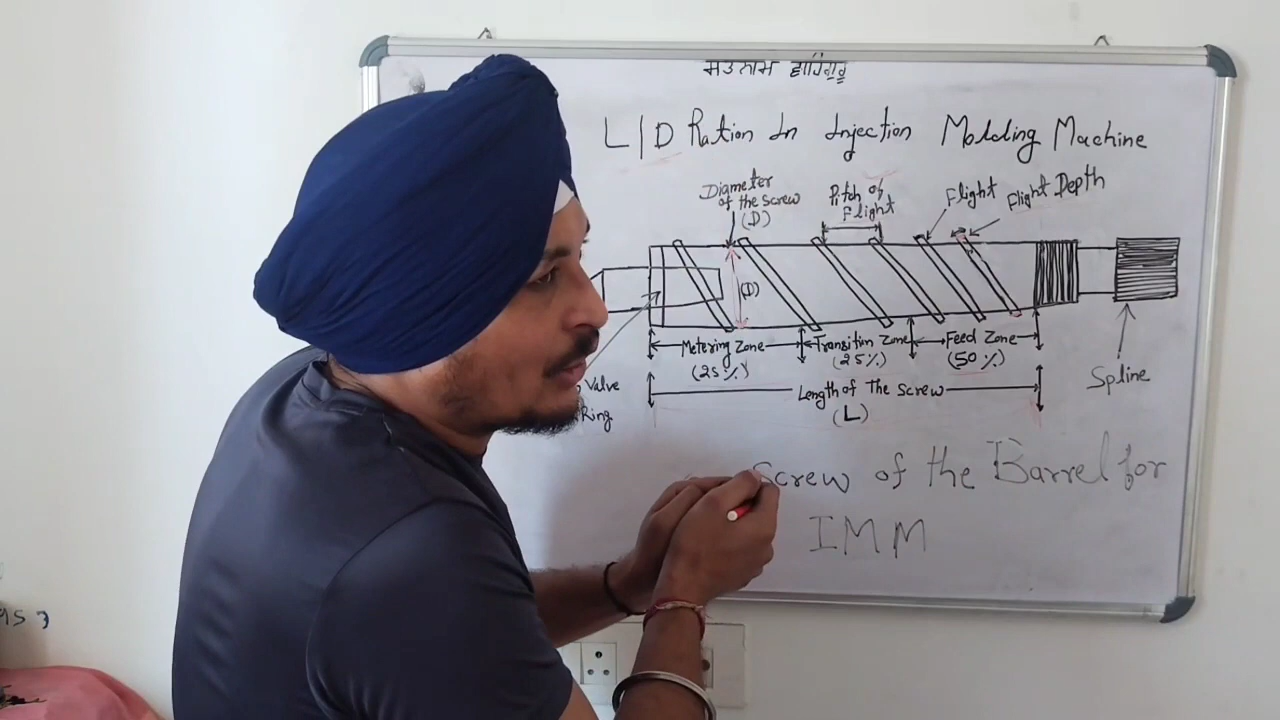 ਸਤਨਾਮ ਵਾਹਿਗੁਰੂ
L/D Ration In Injection Molding Machine
Diameter
of the Screw
(D)
Pitch of
Flight
Flight
Flight Depth
(D)
Metering Zone
(25%)
Transition Zone
(25%)
Feed Zone
(50%)
Spline
Length of The Screw
(L)
Valve
Ring
Screw of the Barrel for
IMM